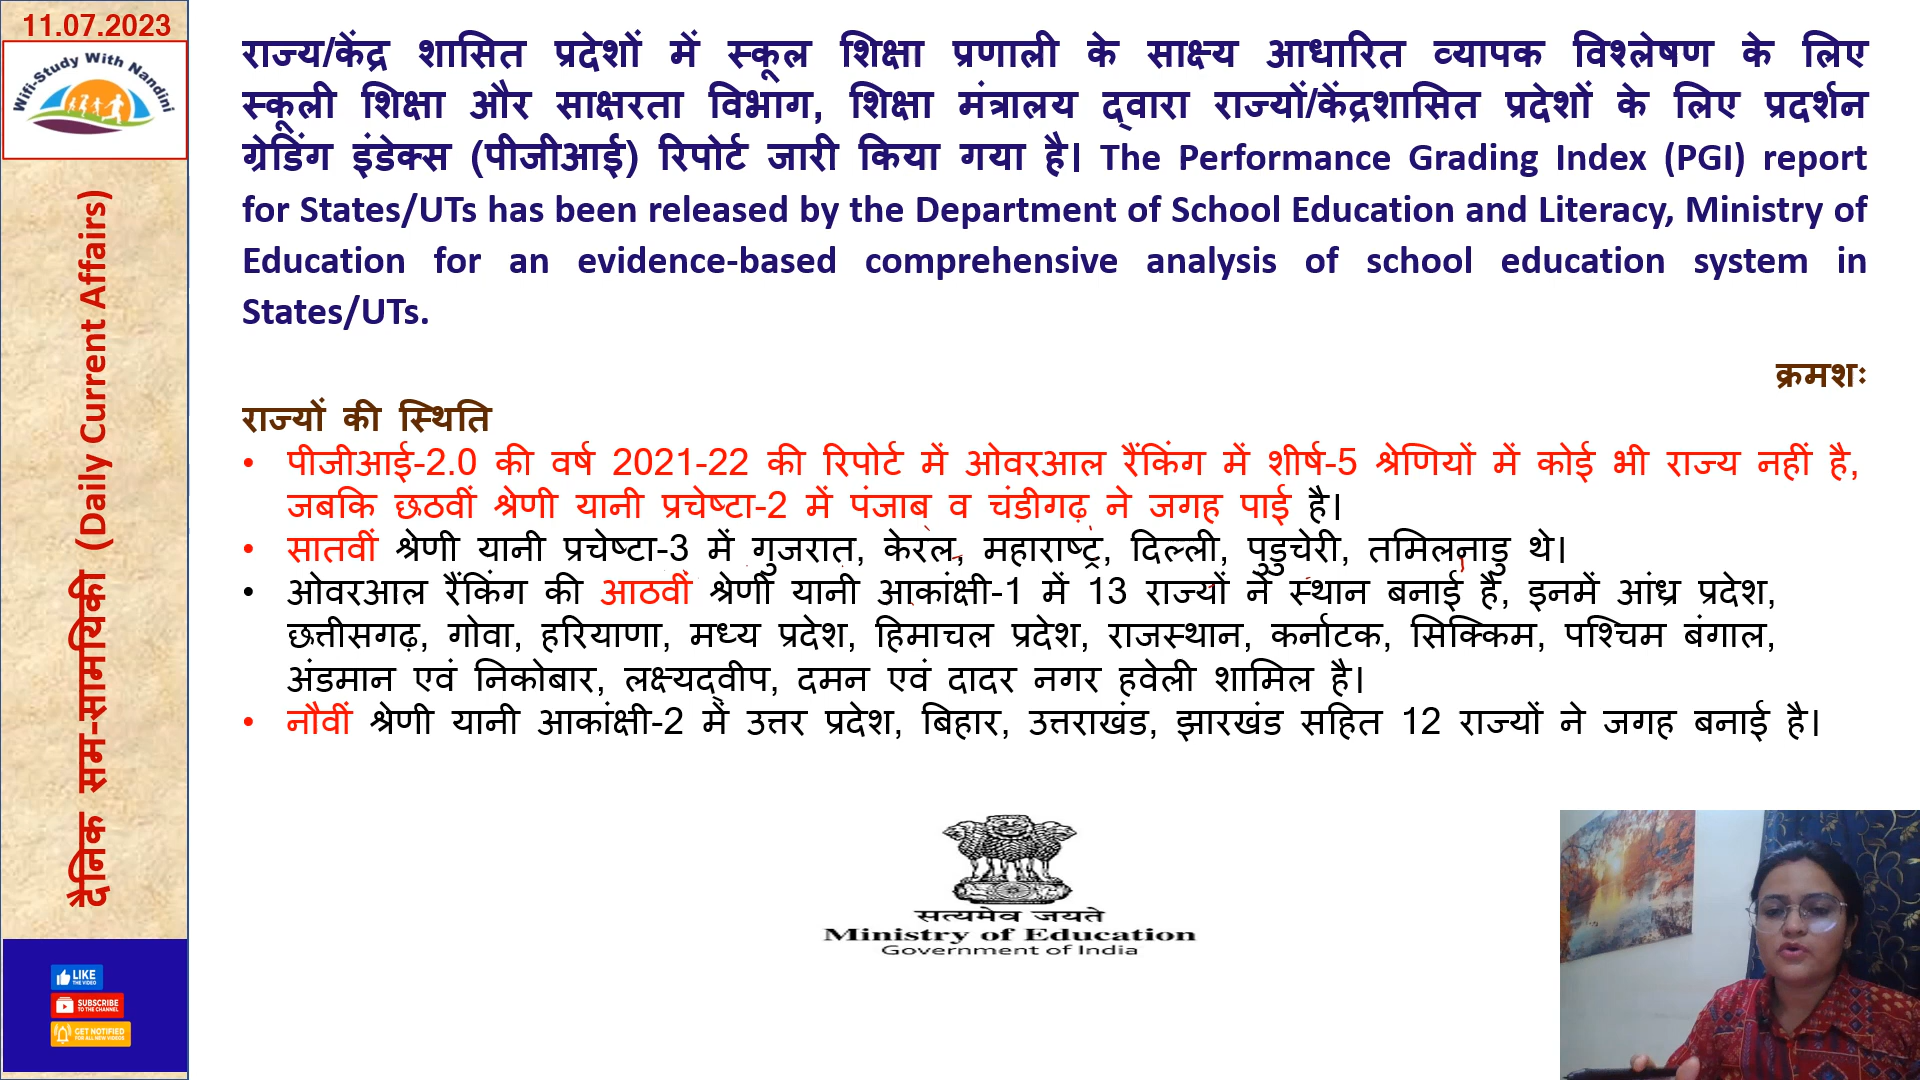 11.07.2023
Wifi-Study With Nandini
दैनिक सम-सामयिकी (Daily Current Affairs)
LIKE
THE VIDEO
SUBSCRIBE
TO THE CHANNEL
GET NOTIFIED
FOR ALL NEW VIDEOS
राज्य/केंद्र शासित प्रदेशों में स्कूल शिक्षा प्रणाली के साक्ष्य आधारित व्यापक विश्लेषण के लिए
स्कूली शिक्षा और साक्षरता विभाग, शिक्षा मंत्रालय द्वारा राज्यों/केंद्रशासित प्रदेशों के लिए प्रदर्शन
ग्रेडिंग इंडेक्स (पीजीआई) रिपोर्ट जारी किया गया है। The Performance Grading Index (PGI) report
for States/UTs has been released by the Department of School Education and Literacy, Ministry of
Education for an evidence-based comprehensive analysis of school education system in
States/UTs.
क्रमशः
राज्यों की स्थिति
• पीजीआई-2.0 की वर्ष 2021-22 की रिपोर्ट में ओवरआल रैंकिंग में शीर्ष-5 श्रेणियों में कोई भी राज्य नहीं है,
जबकि छठवीं श्रेणी यानी प्रचेष्टा-2 में पंजाब व चंडीगढ़ ने जगह पाई है।
• सातवीं श्रेणी यानी प्रचेष्टा-3 में गुजरात, केरल, महाराष्ट्र, दिल्ली, पुडुचेरी, तमिलनाडु थे।
• ओवरआल रैंकिंग की आठवीं श्रेणी यानी आकांक्षी-1 में 13 राज्यों ने स्थान बनाई है, इनमें आंध्र प्रदेश,
छत्तीसगढ़, गोवा, हरियाणा, मध्य प्रदेश, हिमाचल प्रदेश, राजस्थान, कर्नाटक, सिक्किम, पश्चिम बंगाल,
अंडमान एवं निकोबार, लक्ष्यद्वीप, दमन एवं दादर नगर हवेली शामिल है।
• नौवीं श्रेणी यानी आकांक्षी-2 में उत्तर प्रदेश, बिहार, उत्तराखंड, झारखंड सहित 12 राज्यों ने जगह बनाई है।
सत्यमेव जयते
Ministry of Education
Government of India